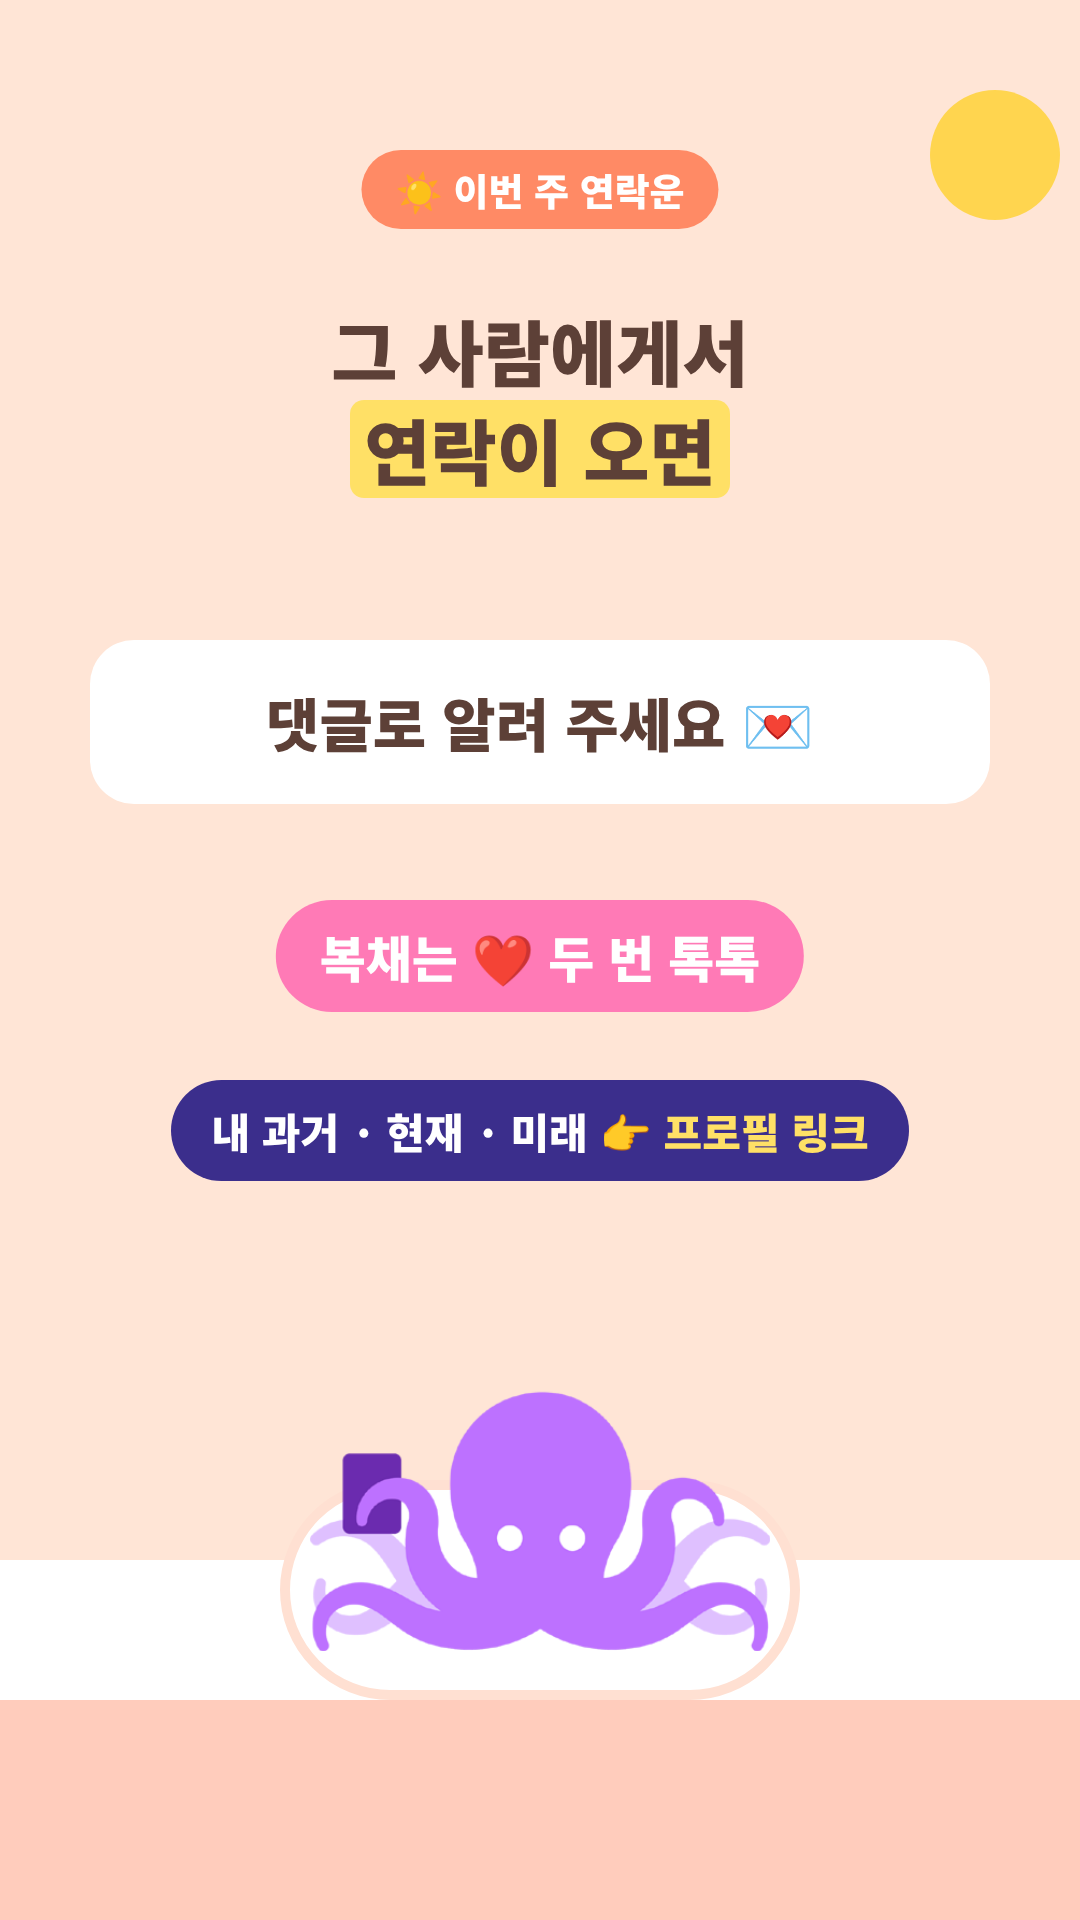 ☀️ 이번 주 연락운
그 사람에게서
연락이 오면
댓글로 알려 주세요 💌
복채는 ❤️ 두 번 톡톡
내 과거 · 현재 · 미래 👉 프로필 링크